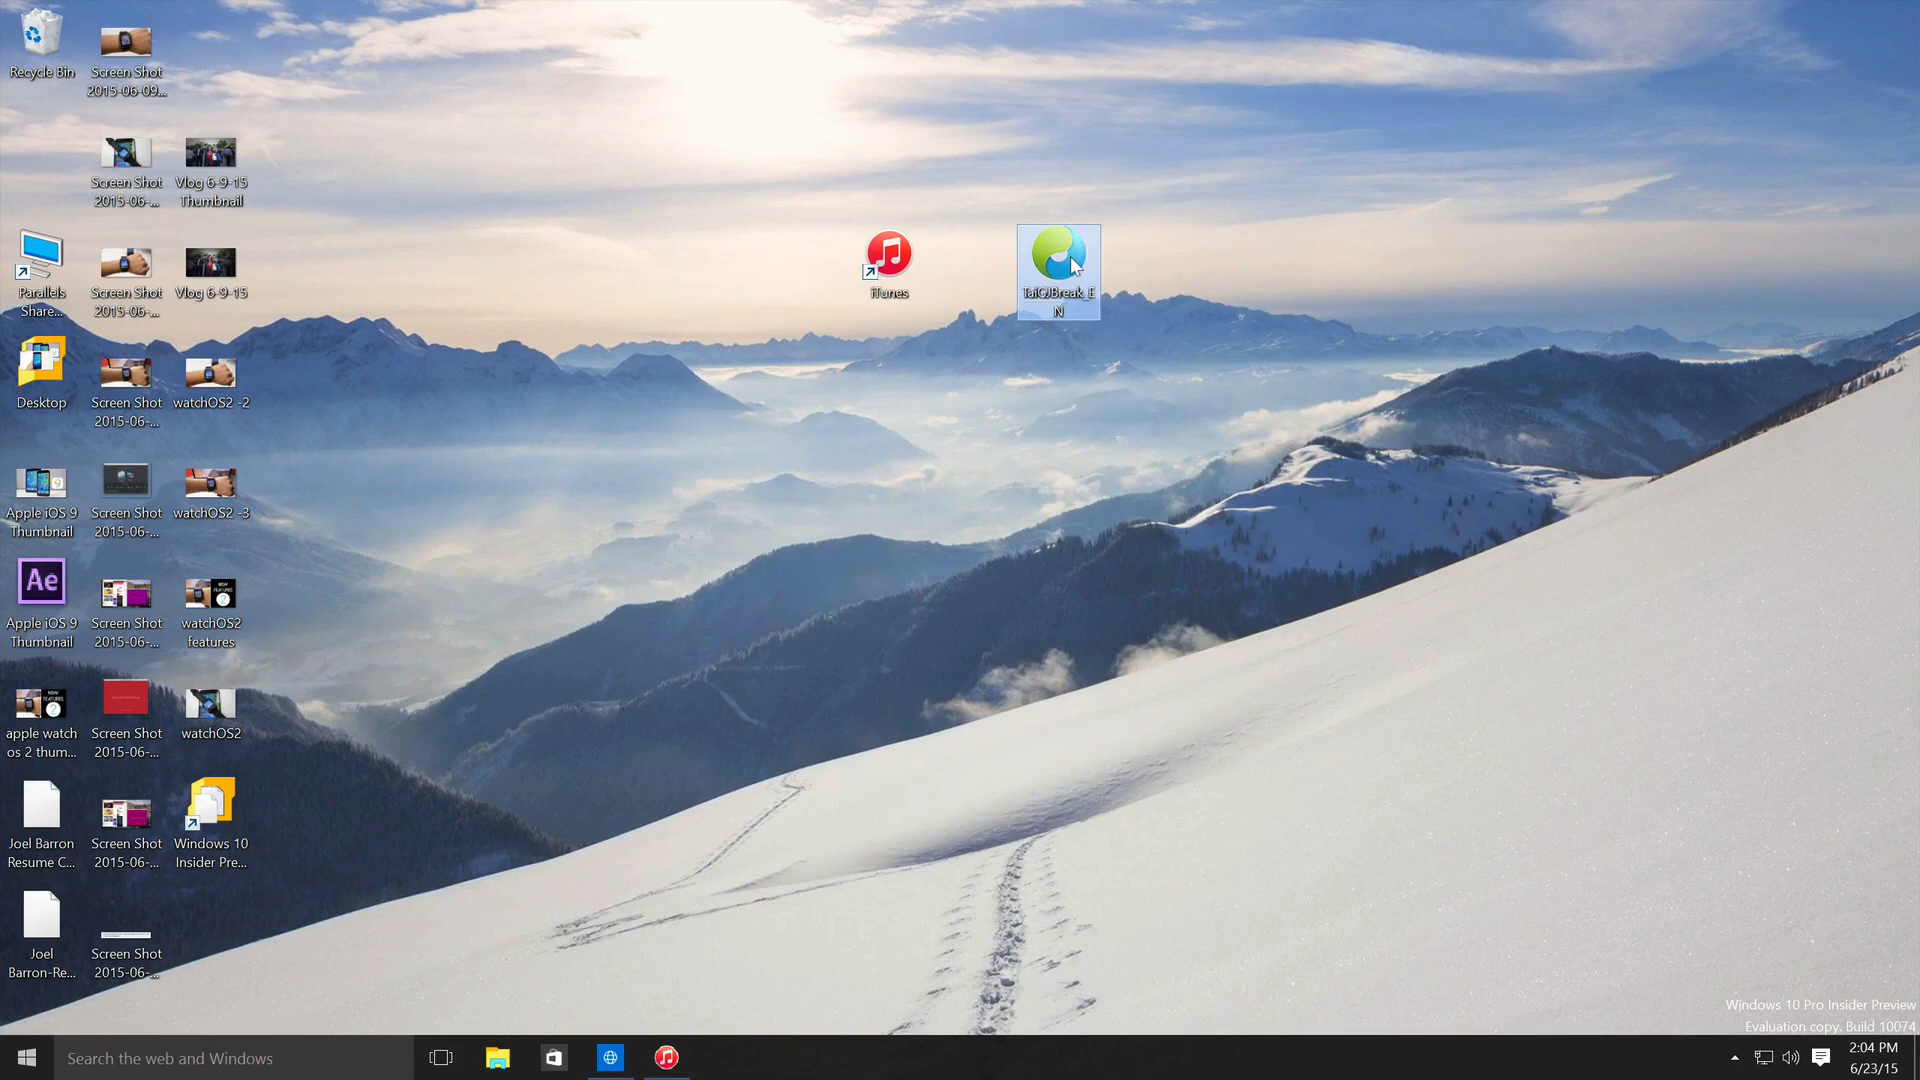 Recycle Bin
Screen Shot
2015-06-09...
Screen Shot
2015-06-...
Vlog 6-9-15
Thumbnail
Parallels
Share...
Screen Shot
2015-06-...
Vlog 6-9-15
iTunes
TaiGJBreak_E
N
Desktop
Screen Shot
2015-06-...
watchOS2 -2
Apple iOS 9
Thumbnail
Screen Shot
2015-06-...
watchOS2 -3
Ae
Apple iOS 9
Thumbnail
Screen Shot
2015-06-...
watchOS2
features
apple watch
os 2 thum...
Screen Shot
2015-06-...
watchOS2
Joel Barron
Resume C...
Screen Shot
2015-06-...
Windows 10
Insider Pre...
Joel
Barron-Re...
Screen Shot
2015-06-...
Windows 10 Pro Insider Preview
Evaluation copy. Build 10074
Search the web and Windows
2:04 PM
6/23/15